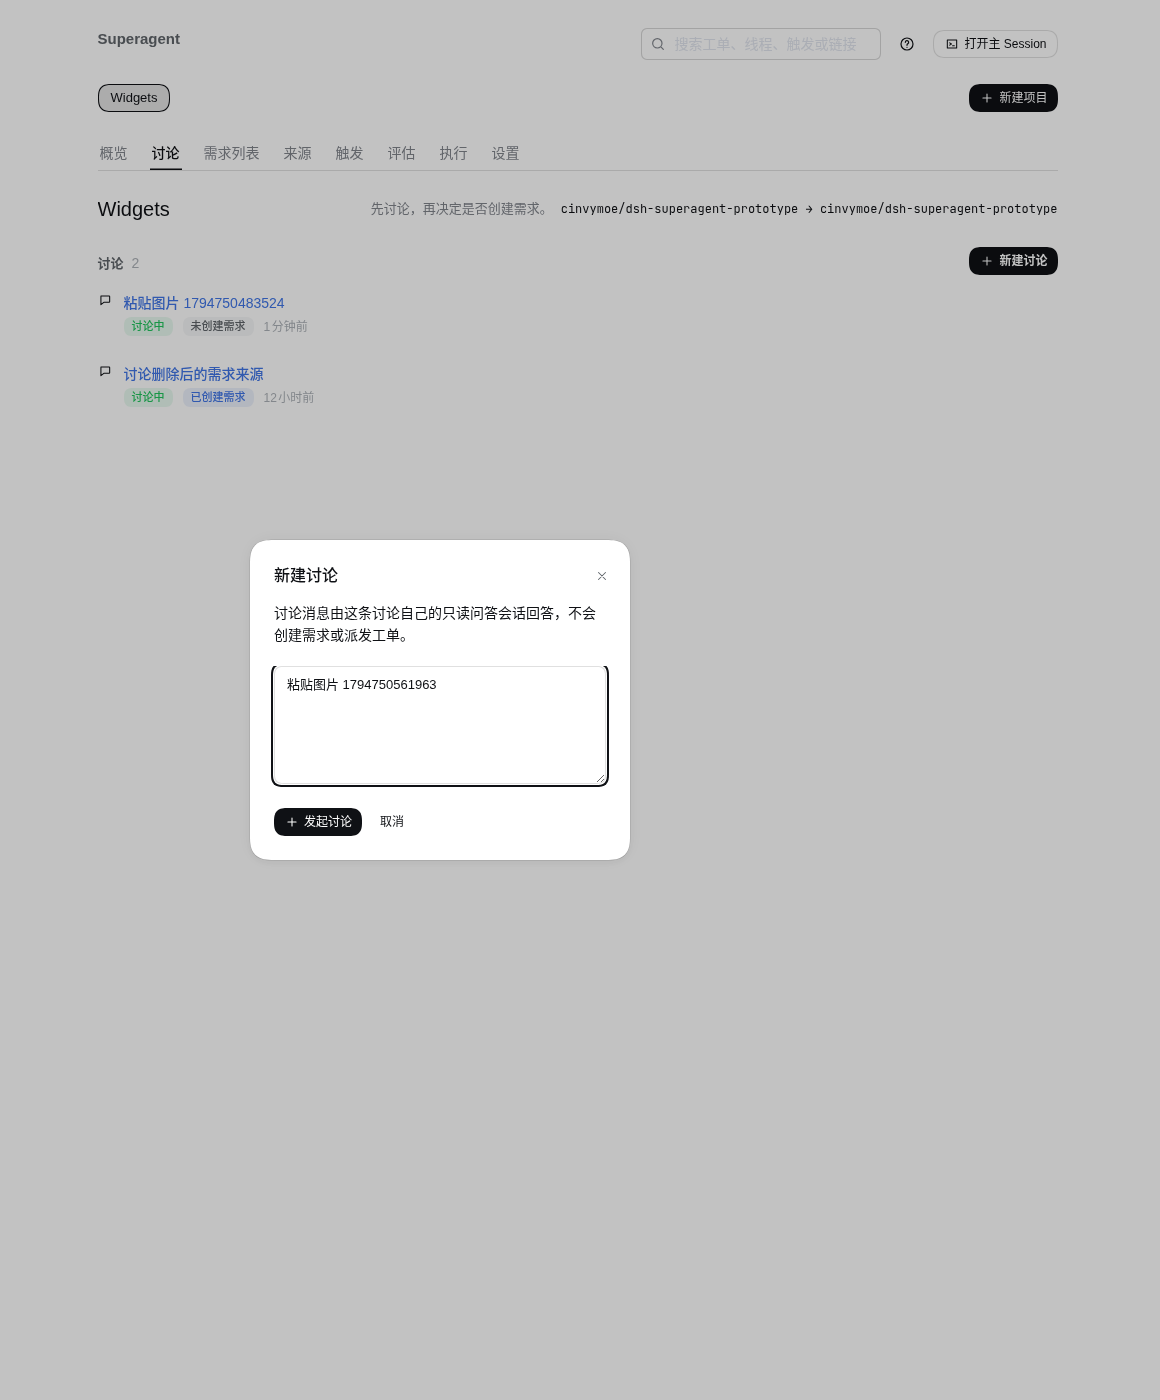 Superagent
搜索工单、线程、触发或链接
打开主 Session
Widgets
新建项目
概览 讨论 需求列表 来源 触发 评估 执行 设置
Widgets
先讨论，再决定是否创建需求。 cinvymoe/dsh-superagent-prototype → cinvymoe/dsh-superagent-prototype
讨论 2
新建讨论
粘贴图片 1794750483524
讨论中 未创建需求 1分钟前
讨论删除后的需求来源
讨论中 已创建需求 12小时前
新建讨论
讨论消息由这条讨论自己的只读问答会话回答，不会
创建需求或派发工单。
粘贴图片 1794750561963
发起讨论 取消